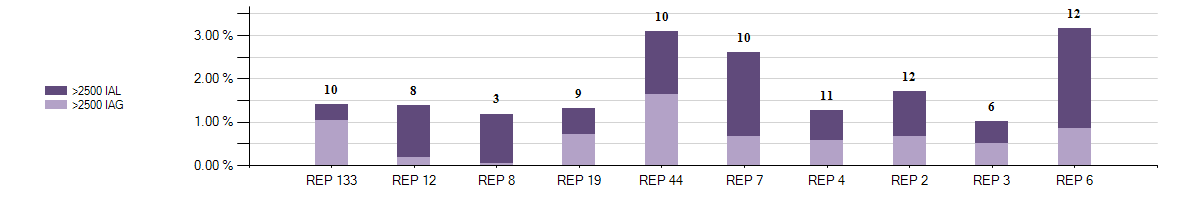 12
10
3.00 %
10
2.00 %
10
8
3
9
11
12
6
>2500 IAL
>2500 IAG
1.00 %
0.00 %
REP 133
REP 12
REP 8
REP 19
REP 44
REP 7
REP 4
REP 2
REP 3
REP 6